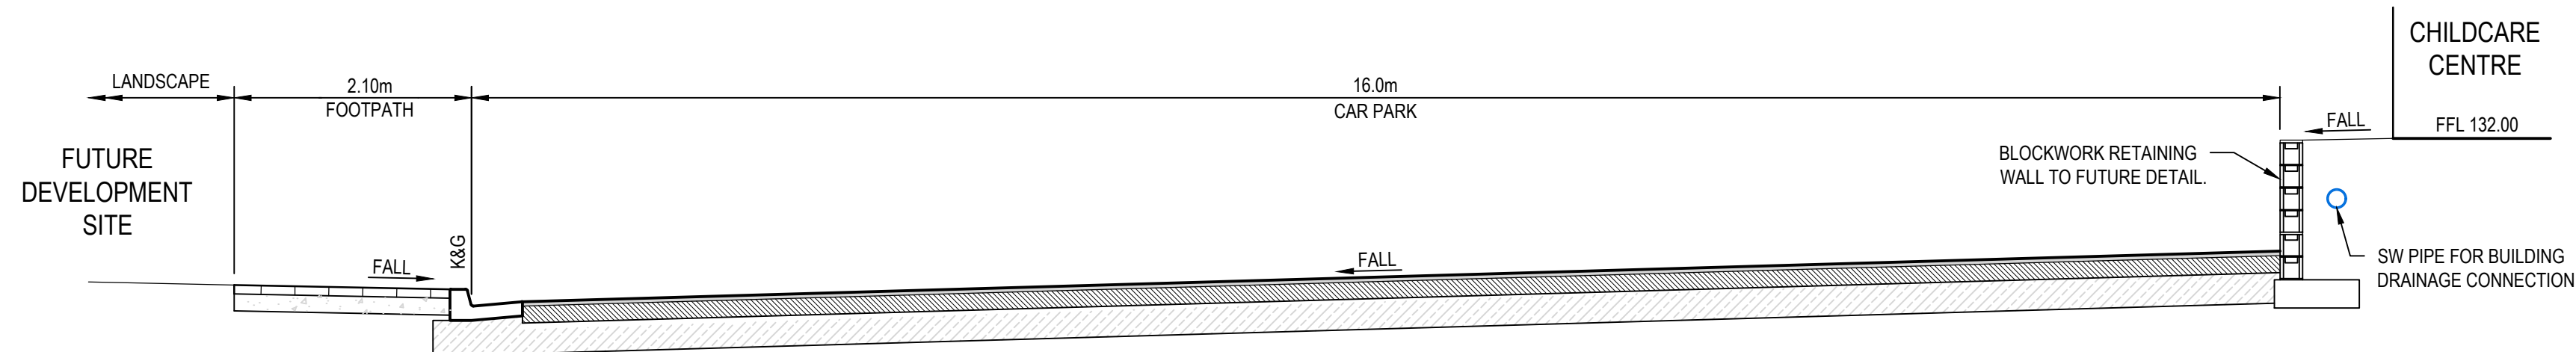 LANDSCAPE
2.10m
FOOTPATH
16.0m
CAR PARK
CHILDCARE
CENTRE
FALL
FFL 132.00
FUTURE
DEVELOPMENT
SITE
BLOCKWORK RETAINING
WALL TO FUTURE DETAIL.
FALL
K&G
FALL
SW PIPE FOR BUILDING
DRAINAGE CONNECTION